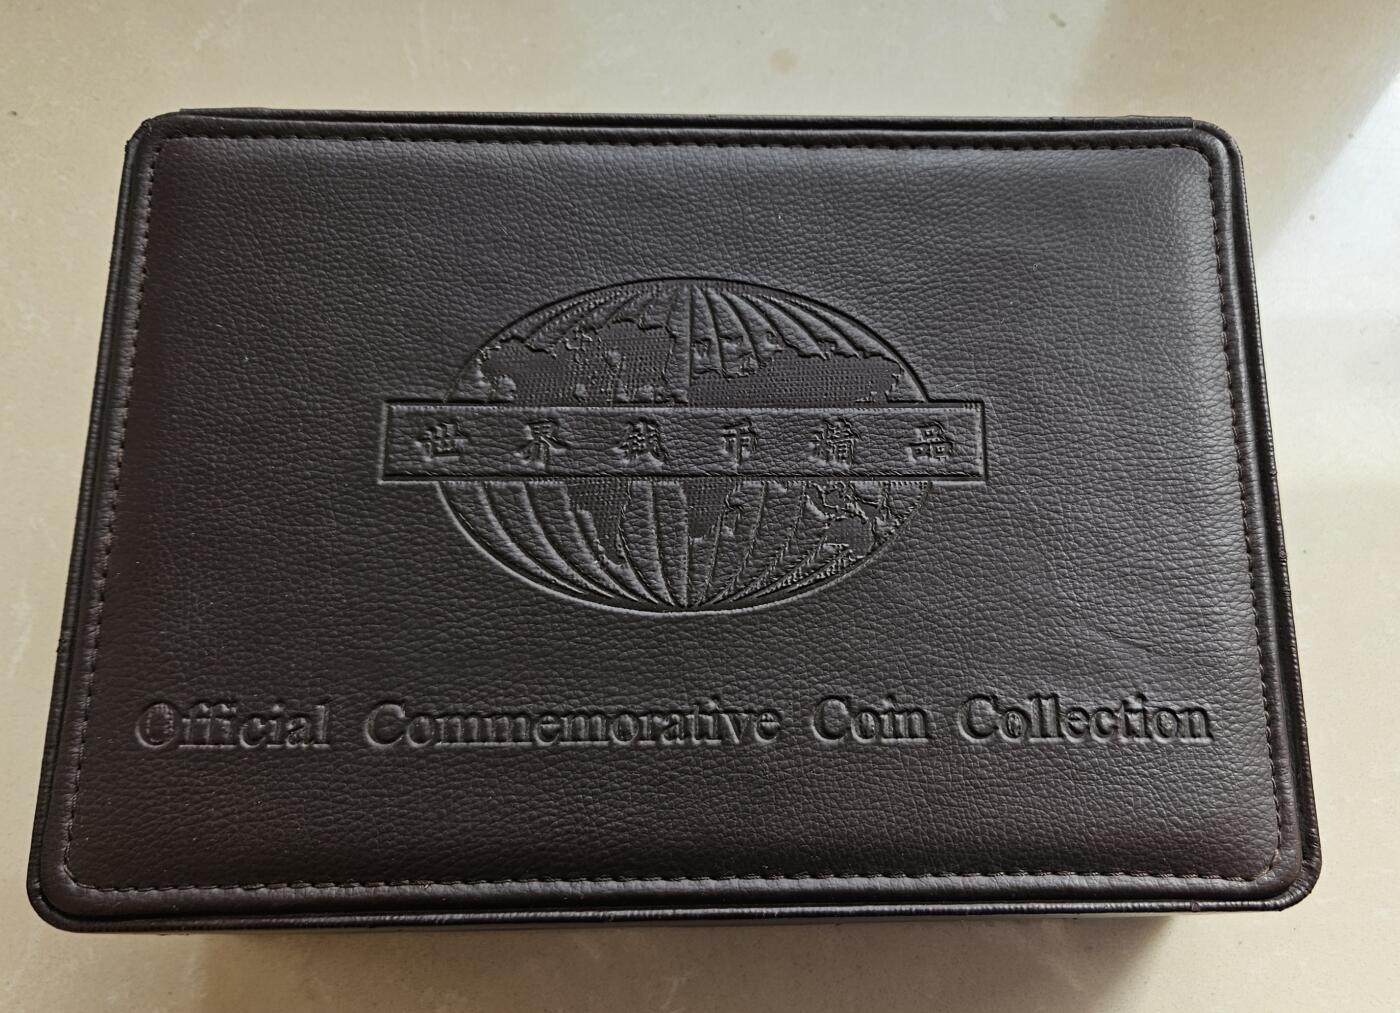 世界钱币精品
Official Commemorative Coin Collection